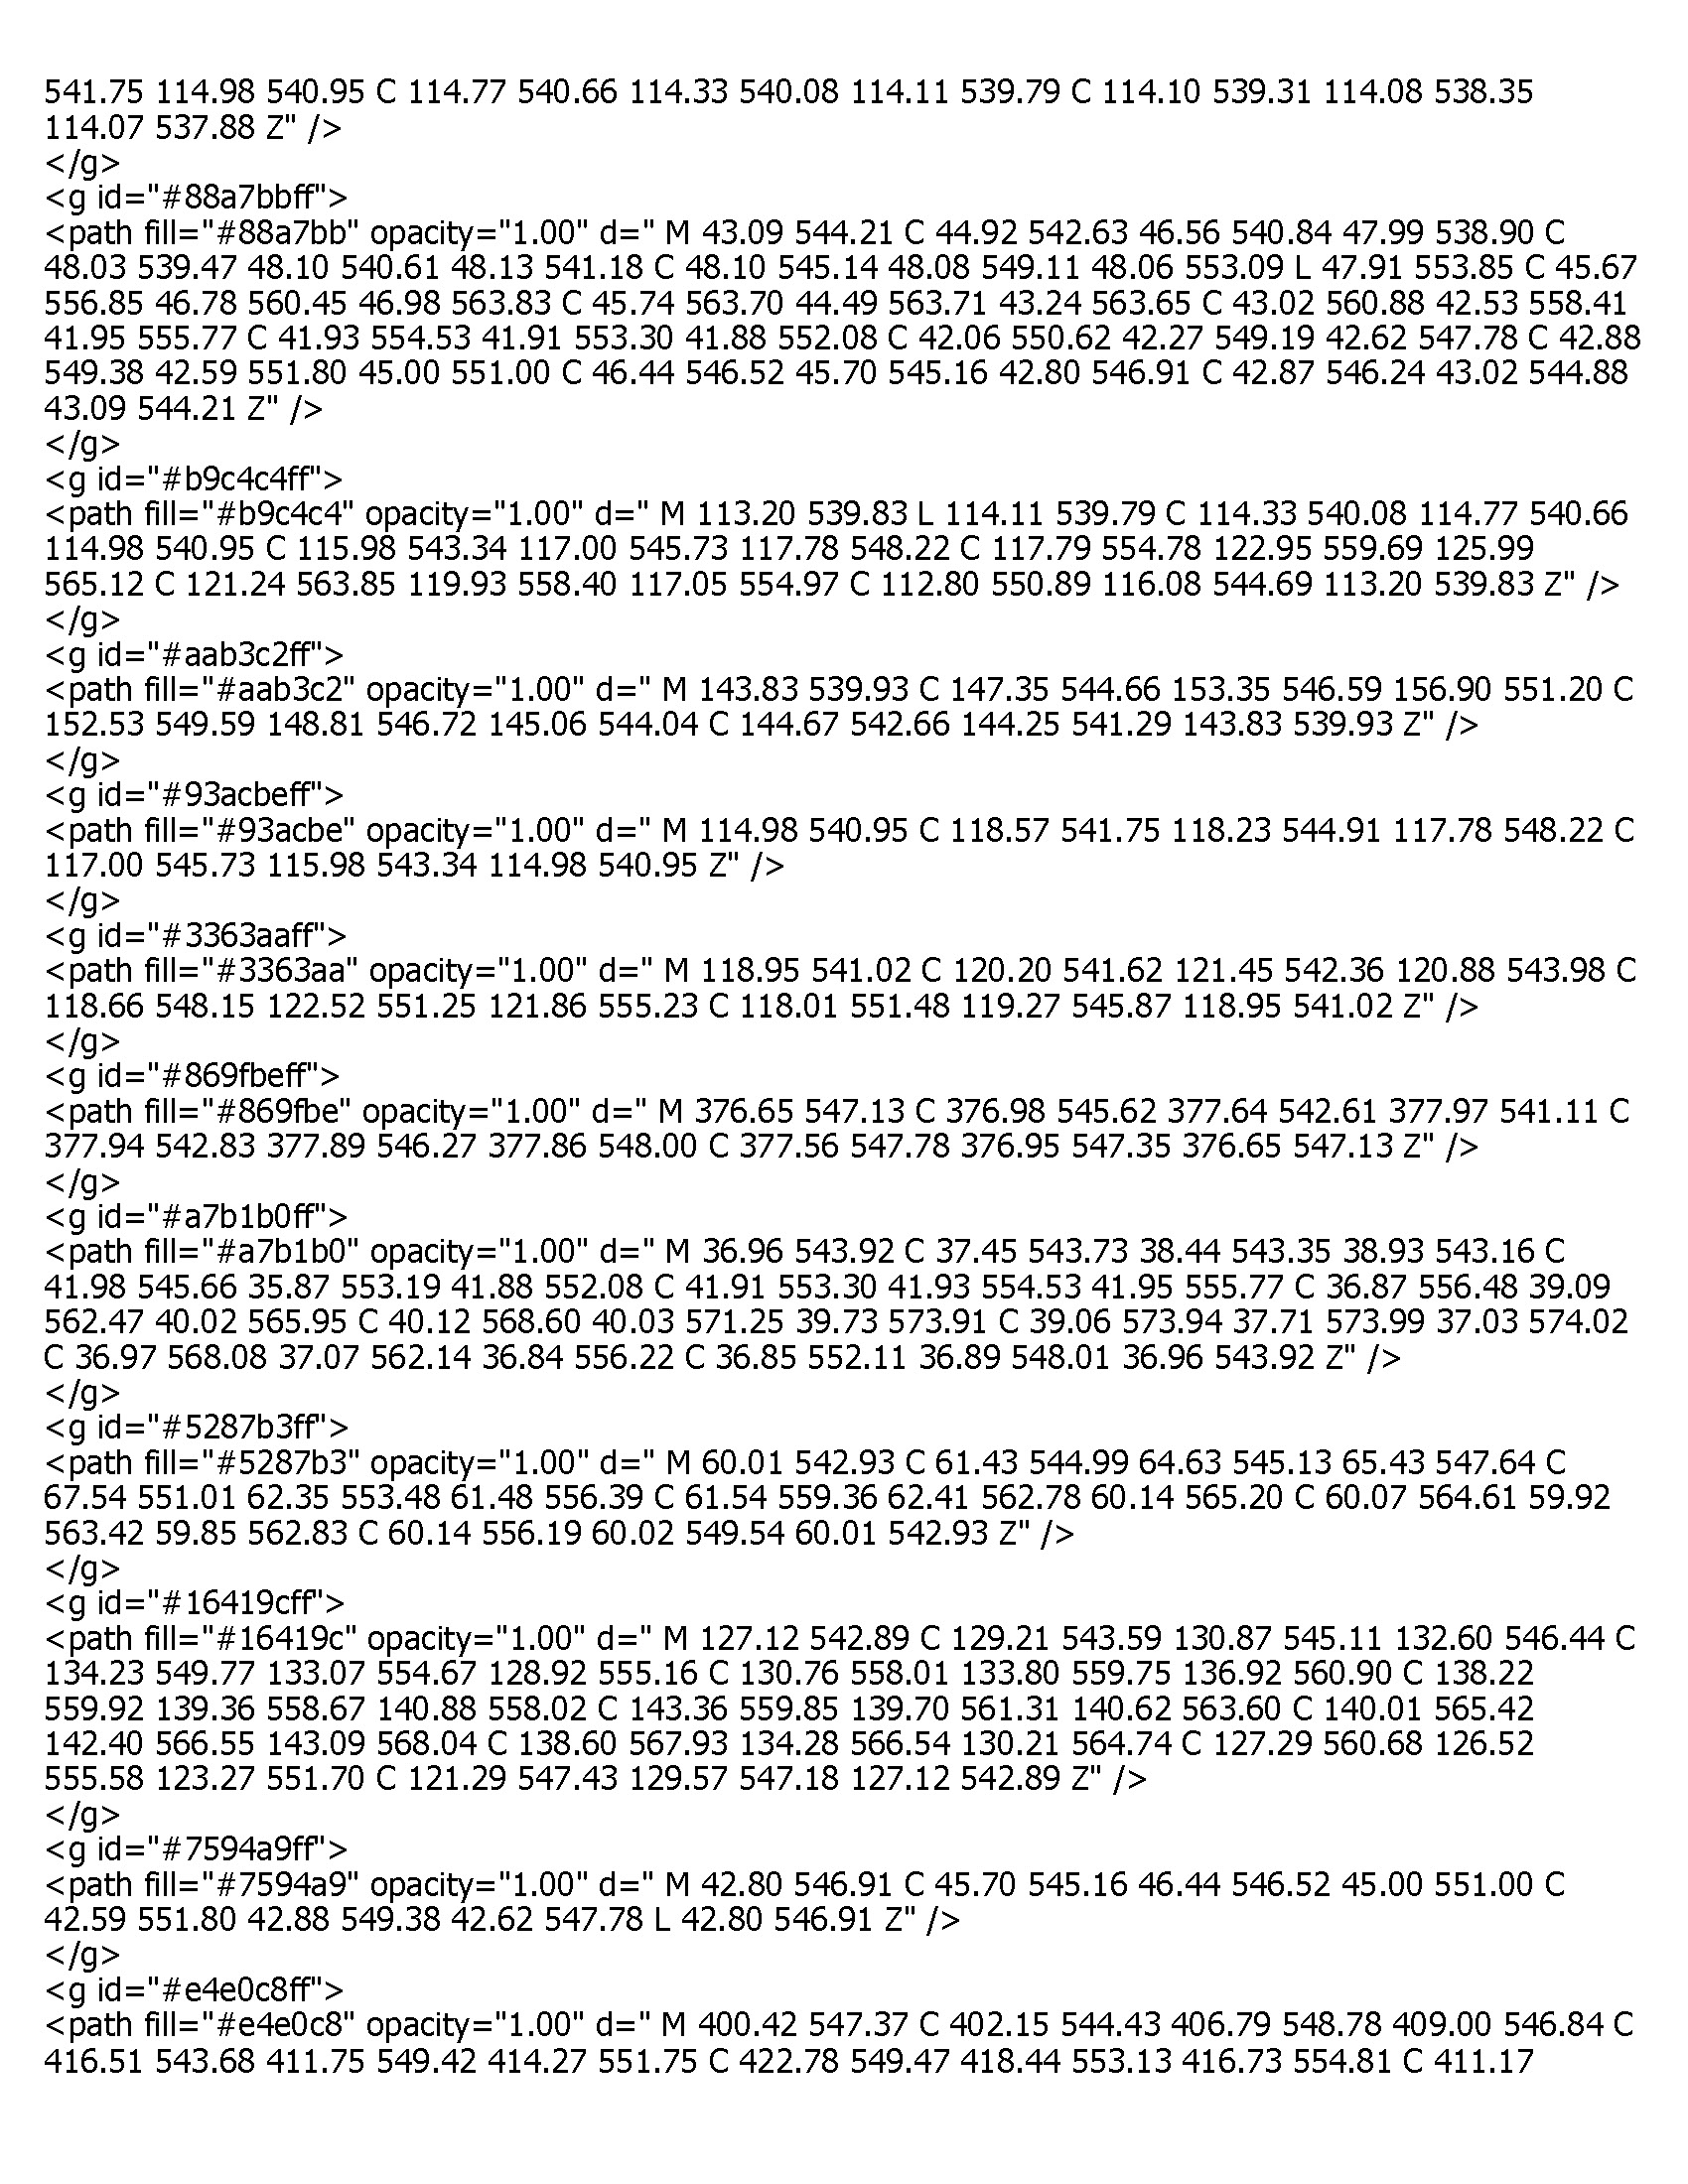 541.75 114.98 540.95 C 114.77 540.66 114.33 540.08 114.11 539.79 C 114.10 539.31 114.08 538.35
114.07 537.88 Z" />
</g>
<g id="#88a7bbff">
<path fill="#88a7bb" opacity="1.00" d=" M 43.09 544.21 C 44.92 542.63 46.56 540.84 47.99 538.90 C
48.03 539.47 48.10 540.61 48.13 541.18 C 48.10 545.14 48.08 549.11 48.06 553.09 L 47.91 553.85 C 45.67
556.85 46.78 560.45 46.98 563.83 C 45.74 563.70 44.49 563.71 43.24 563.65 C 43.02 560.88 42.53 558.41
41.95 555.77 C 41.93 554.53 41.91 553.30 41.88 552.08 C 42.06 550.62 42.27 549.19 42.62 547.78 C 42.88
549.38 42.59 551.80 45.00 551.00 C 46.44 546.52 45.70 545.16 42.80 546.91 C 42.87 546.24 43.02 544.88
43.09 544.21 Z" />
</g>
<g id="#b9c4c4ff">
<path fill="#b9c4c4" opacity="1.00" d=" M 113.20 539.83 L 114.11 539.79 C 114.33 540.08 114.77 540.66
114.98 540.95 C 115.98 543.34 117.00 545.73 117.78 548.22 C 117.79 554.78 122.95 559.69 125.99
565.12 C 121.24 563.85 119.93 558.40 117.05 554.97 C 112.80 550.89 116.08 544.69 113.20 539.83 Z" />
</g>
<g id="#aab3c2ff">
<path fill="#aab3c2" opacity="1.00" d=" M 143.83 539.93 C 147.35 544.66 153.35 546.59 156.90 551.20 C
152.53 549.59 148.81 546.72 145.06 544.04 C 144.67 542.66 144.25 541.29 143.83 539.93 Z" />
</g>
<g id="#93acbeff">
<path fill="#93acbe" opacity="1.00" d=" M 114.98 540.95 C 118.57 541.75 118.23 544.91 117.78 548.22 C
117.00 545.73 115.98 543.34 114.98 540.95 Z" />
</g>
<g id="#3363aaff">
<path fill="#3363aa" opacity="1.00" d=" M 118.95 541.02 C 120.20 541.62 121.45 542.36 120.88 543.98 C
118.66 548.15 122.52 551.25 121.86 555.23 C 118.01 551.48 119.27 545.87 118.95 541.02 Z" />
</g>
<g id="#869fbeff">
<path fill="#869fbe" opacity="1.00" d=" M 376.65 547.13 C 376.98 545.62 377.64 542.61 377.97 541.11 C
377.94 542.83 377.89 546.27 377.86 548.00 C 377.56 547.78 376.95 547.35 376.65 547.13 Z" />
</g>
<g id="#a7b1b0ff">
<path fill="#a7b1b0" opacity="1.00" d=" M 36.96 543.92 C 37.45 543.73 38.44 543.35 38.93 543.16 C
41.98 545.66 35.87 553.19 41.88 552.08 C 41.91 553.30 41.93 554.53 41.95 555.77 C 36.87 556.48 39.09
562.47 40.02 565.95 C 40.12 568.60 40.03 571.25 39.73 573.91 C 39.06 573.94 37.71 573.99 37.03 574.02
C 36.97 568.08 37.07 562.14 36.84 556.22 C 36.85 552.11 36.89 548.01 36.96 543.92 Z" />
</g>
<g id="#5287b3ff">
<path fill="#5287b3" opacity="1.00" d=" M 60.01 542.93 C 61.43 544.99 64.63 545.13 65.43 547.64 C
67.54 551.01 62.35 553.48 61.48 556.39 C 61.54 559.36 62.41 562.78 60.14 565.20 C 60.07 564.61 59.92
563.42 59.85 562.83 C 60.14 556.19 60.02 549.54 60.01 542.93 Z" />
</g>
<g id="#16419cff">
<path fill="#16419c" opacity="1.00" d=" M 127.12 542.89 C 129.21 543.59 130.87 545.11 132.60 546.44 C
134.23 549.77 133.07 554.67 128.92 555.16 C 130.76 558.01 133.80 559.75 136.92 560.90 C 138.22
559.92 139.36 558.67 140.88 558.02 C 143.36 559.85 139.70 561.31 140.62 563.60 C 140.01 565.42
142.40 566.55 143.09 568.04 C 138.60 567.93 134.28 566.54 130.21 564.74 C 127.29 560.68 126.52
555.58 123.27 551.70 C 121.29 547.43 129.57 547.18 127.12 542.89 Z" />
</g>
<g id="#7594a9ff">
<path fill="#7594a9" opacity="1.00" d=" M 42.80 546.91 C 45.70 545.16 46.44 546.52 45.00 551.00 C
42.59 551.80 42.88 549.38 42.62 547.78 L 42.80 546.91 Z" />
</g>
<g id="#e4e0c8ff">
<path fill="#e4e0c8" opacity="1.00" d=" M 400.42 547.37 C 402.15 544.43 406.79 548.78 409.00 546.84 C
416.51 543.68 411.75 549.42 414.27 551.75 C 422.78 549.47 418.44 553.13 416.73 554.81 C 411.17